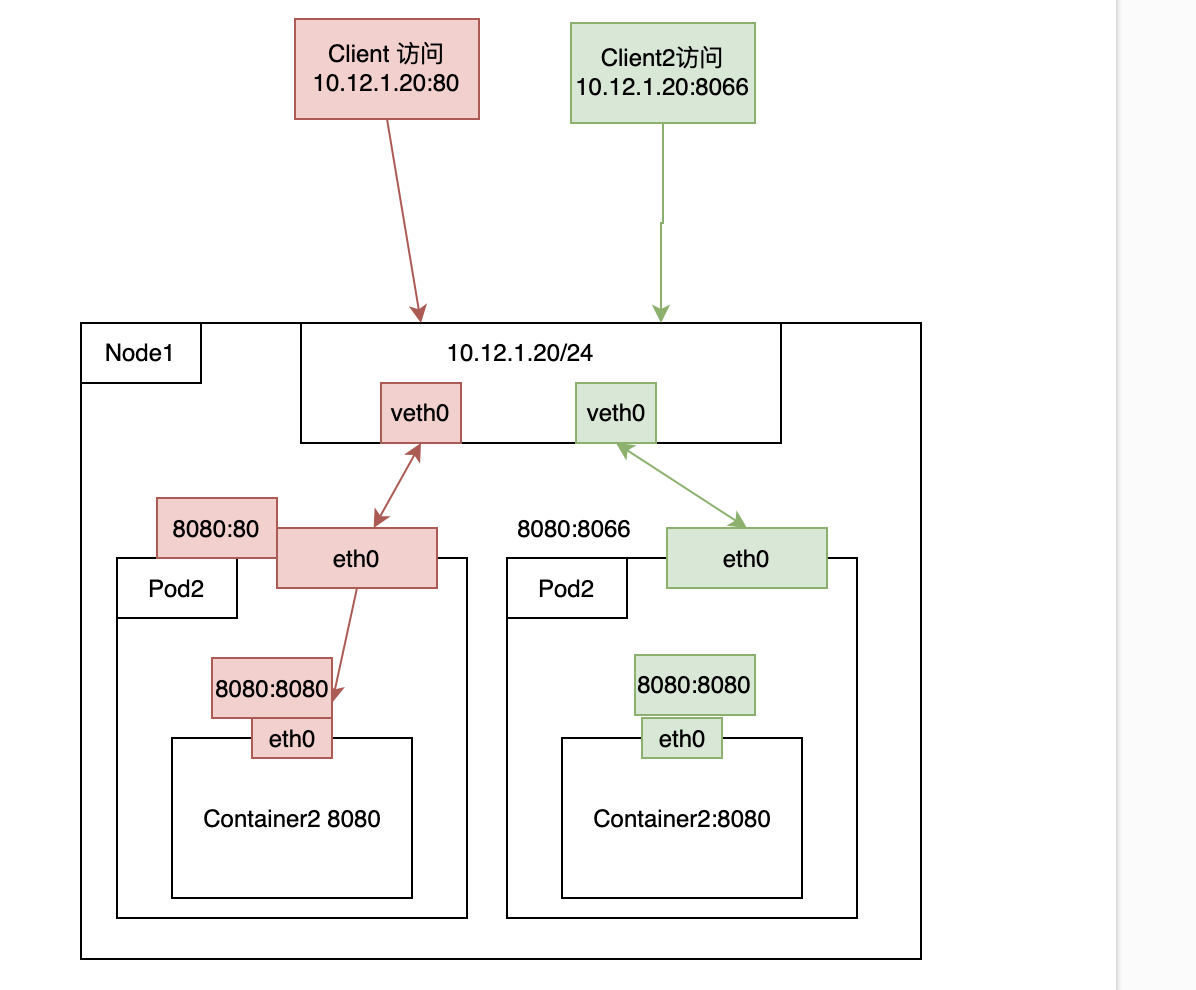 Client 访问
10.12.1.20:80
Client2访问
10.12.1.20:8066
Node1
10.12.1.20/24
veth0
veth0
8080:80
eth0
8080:8066
eth0
Pod2
Pod2
8080:8080
8080:8080
eth0
eth0
Container2 8080
Container2:8080